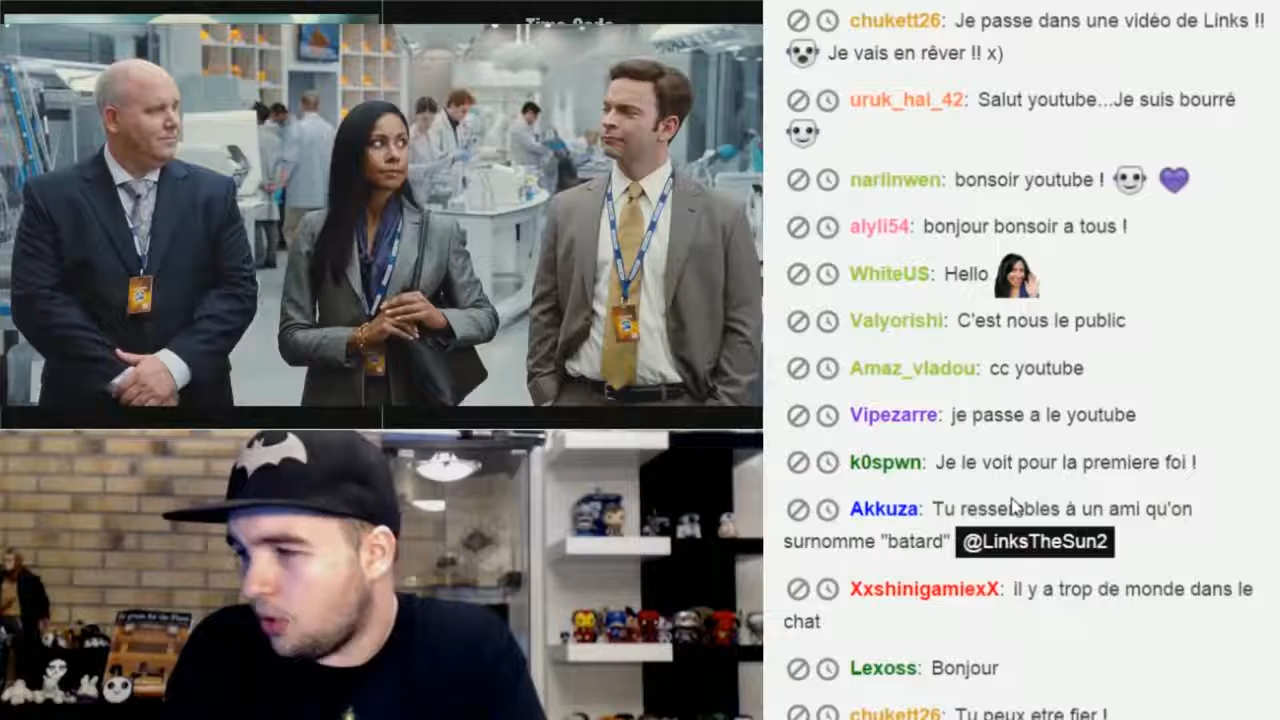 Time Code
chukett26: Je passe dans une vidéo de Links !!
Je vais en rêver !! x)
uruk_hai_42: Salut youtube...Je suis bourré
narlinwen: bonsoir youtube !
alyli54: bonjour bonsoir a tous !
WhiteUS: Hello
Valyorishi: C'est nous le public
Amaz_vladou: cc youtube
Vipezarre: je passe a le youtube
k0spwn: Je le voit pour la premiere foi !
Akkuza: Tu ressembles à un ami qu'on
surnomme "batard" @LinksTheSun2
XxshinigamiexX: il y a trop de monde dans le
chat
Lexoss: Bonjour
chukett26: Tu peux etre fier !